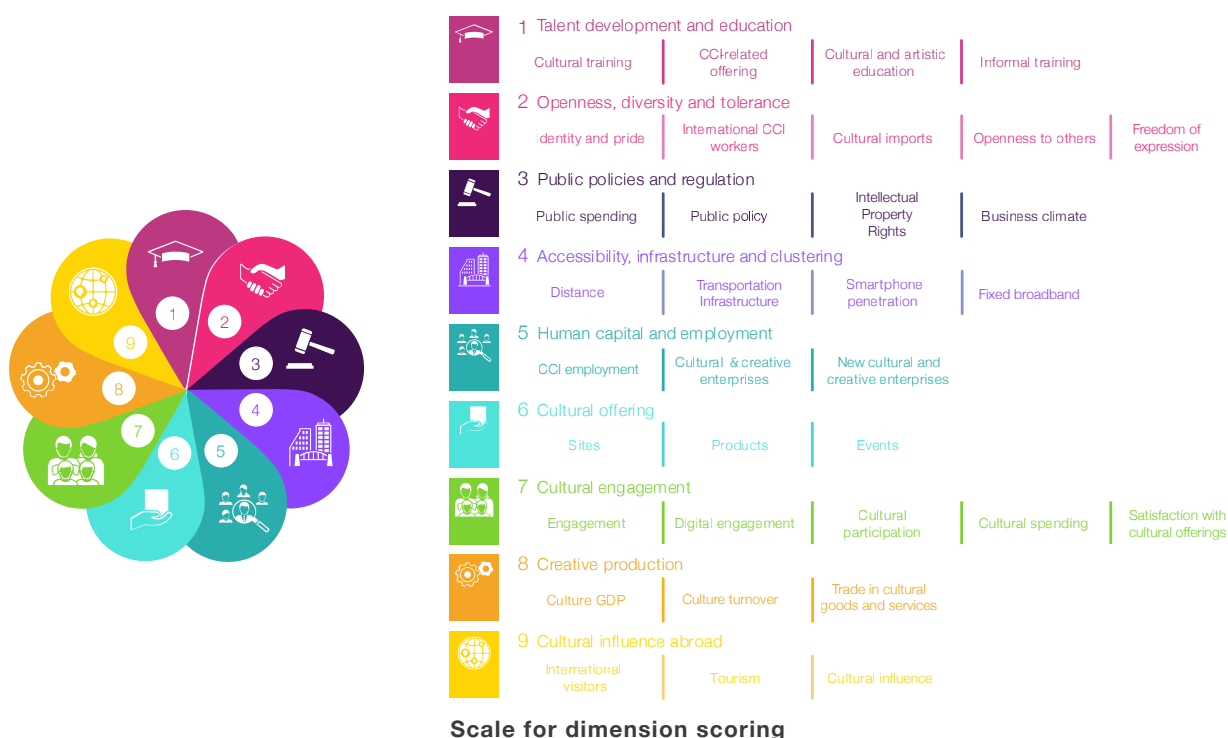 1 Talent development and education
Cultural training
CCI-related
offering
Cultural and artistic
education
Informal training
2 Openness, diversity and tolerance
Identity and pride
International CCI
workers
Cultural imports
Openness to others
Freedom of
expression
3 Public policies and regulation
Public spending
Public policy
Intellectual
Property
Rights
Business climate
4 Accessibility, infrastructure and clustering
Distance
Transportation
Infrastructure
Smartphone
penetration
Fixed broadband
5 Human capital and employment
CCI employment
Cultural & creative
enterprises
New cultural and
creative enterprises
6 Cultural offering
Sites
Products
Events
7 Cultural engagement
Engagement
Digital engagement
Cultural
participation
Cultural spending
Satisfaction with
cultural offerings
8 Creative production
Culture GDP
Culture turnover
Trade in cultural
goods and services
9 Cultural influence abroad
International
visitors
Tourism
Cultural influence
1
2
3
4
5
6
7
8
9
Scale for dimension scoring